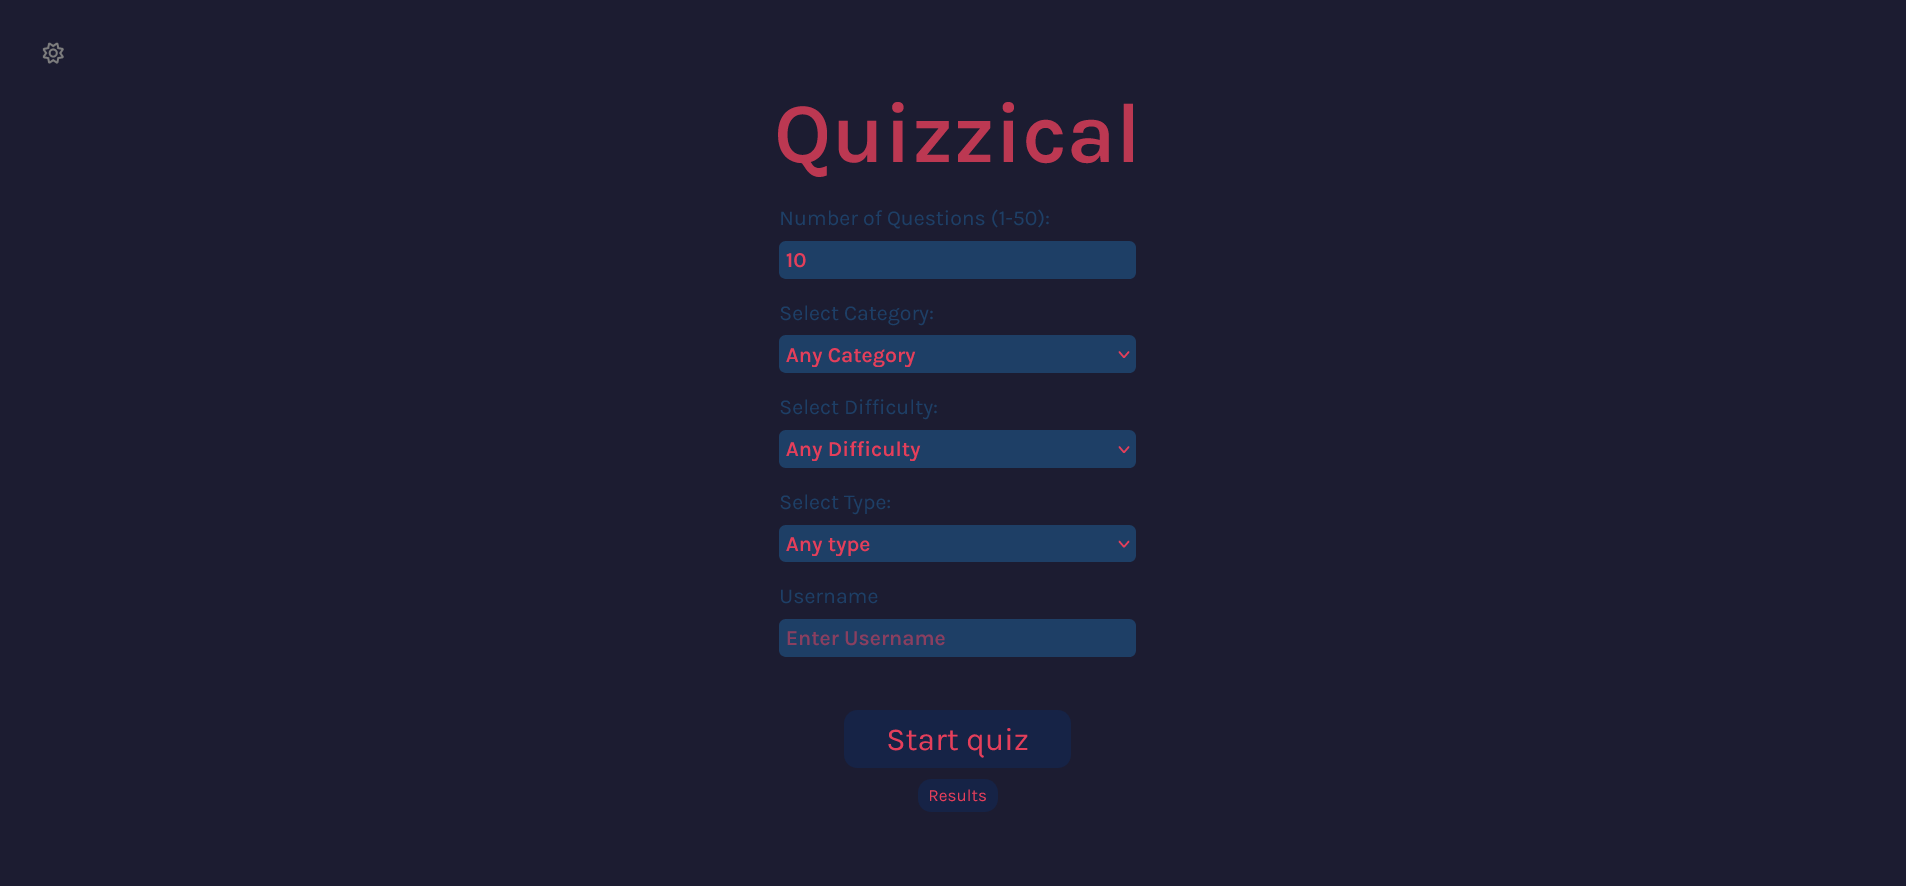 Quizzical
Number of Questions (1-50):
10
Select Category:
Any Category
Select Difficulty:
Any Difficulty
Select Type:
Any type
Username
Enter Username
Start quiz
Results